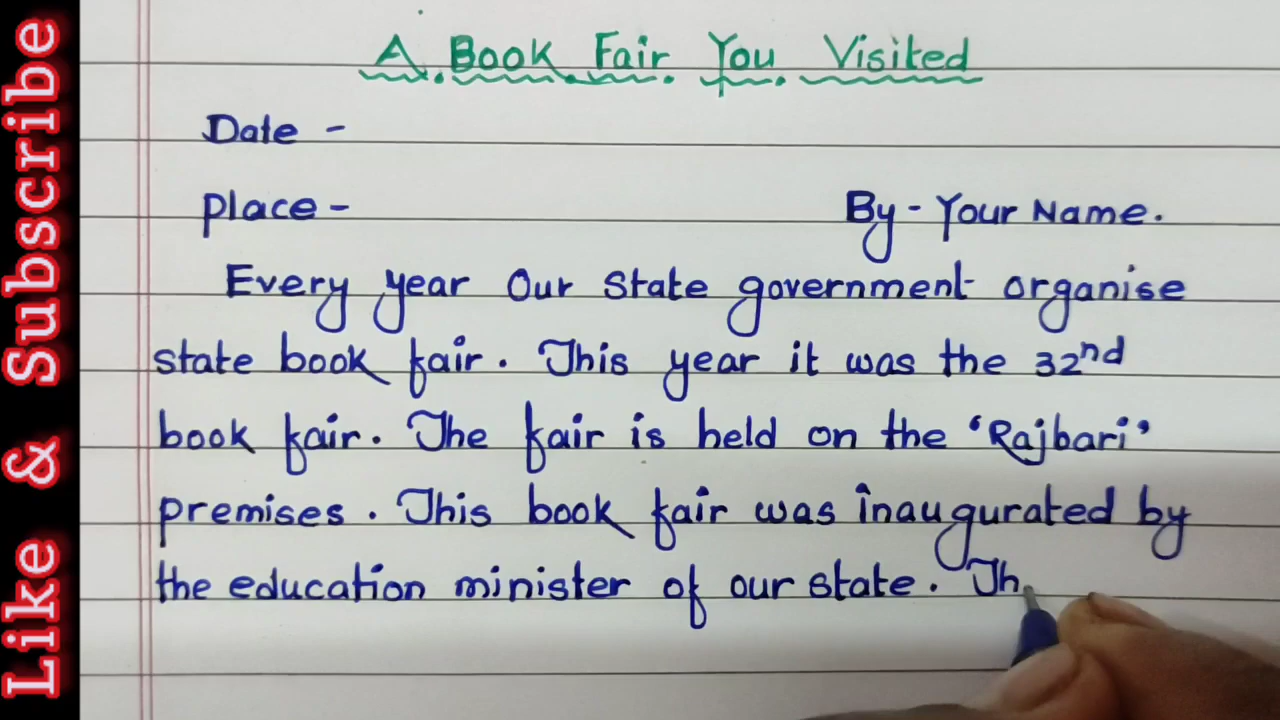 Like & Subscribe
A Book Fair You Visited
Date -
Place -
By - Your Name.
Every year Our State government organise
state book fair. This year it was the 32nd
book fair. The fair is held on the 'Rajbari'
premises. This book fair was inaugurated by
the education minister of our state. Th